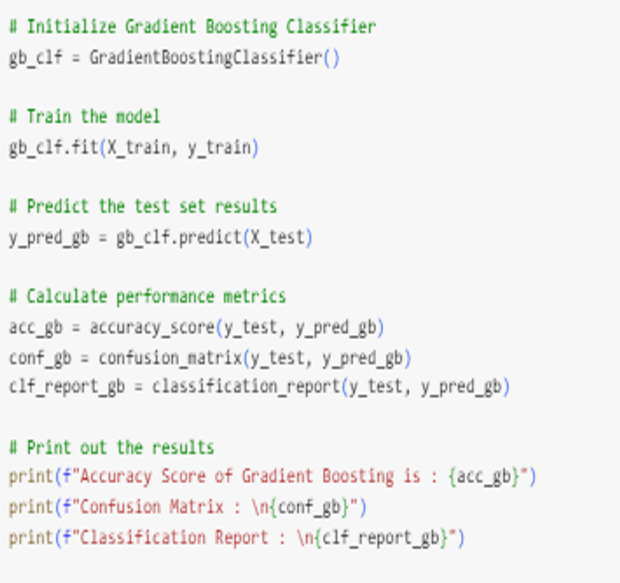 # Initialize Gradient Boosting Classifier
gb_clf = GradientBoostingClassifier()
# Train the model
gb_clf.fit(X_train, y_train)
# Predict the test set results
y_pred_gb = gb_clf.predict(X_test)
# Calculate performance metrics
acc_gb = accuracy_score(y_test, y_pred_gb)
conf_gb = confusion_matrix(y_test, y_pred_gb)
clf_report_gb = classification_report(y_test, y_pred_gb)
# Print out the results
print(f"Accuracy Score of Gradient Boosting is : {acc_gb}")
print(f"Confusion Matrix : \n{conf_gb}")
print(f"Classification Report : \n{clf_report_gb}")